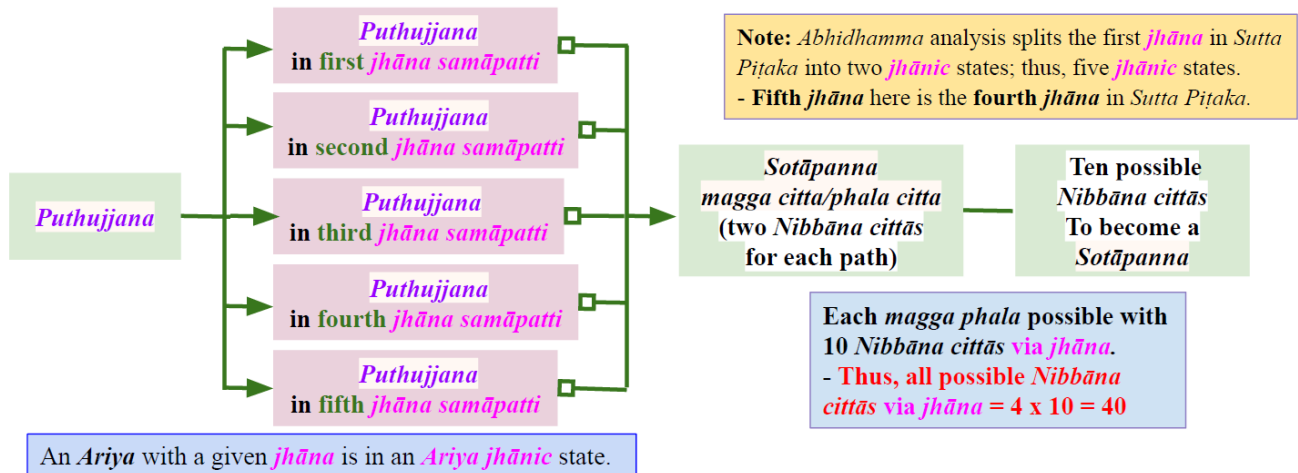 Puthujjana
Puthujjana
in first jhāna samāpatti
Puthujjana
in second jhāna samāpatti
Puthujjana
in third jhāna samāpatti
Puthujjana
in fourth jhāna samāpatti
Puthujjana
in fifth jhāna samāpatti
An Ariya with a given jhāna is in an Ariya jhānic state.
Note: Abhidhamma analysis splits the first jhāna in Sutta
Piṭaka into two jhānic states; thus, five jhānic states.
- Fifth jhāna here is the fourth jhāna in Sutta Piṭaka.
Sotāpanna
magga citta/phala citta
(two Nibbāna cittās
for each path)
Ten possible
Nibbāna cittās
To become a
Sotāpanna
Each magga phala possible with
10 Nibbāna cittās via jhāna.
- Thus, all possible Nibbāna
cittās via jhāna = 4 x 10 = 40